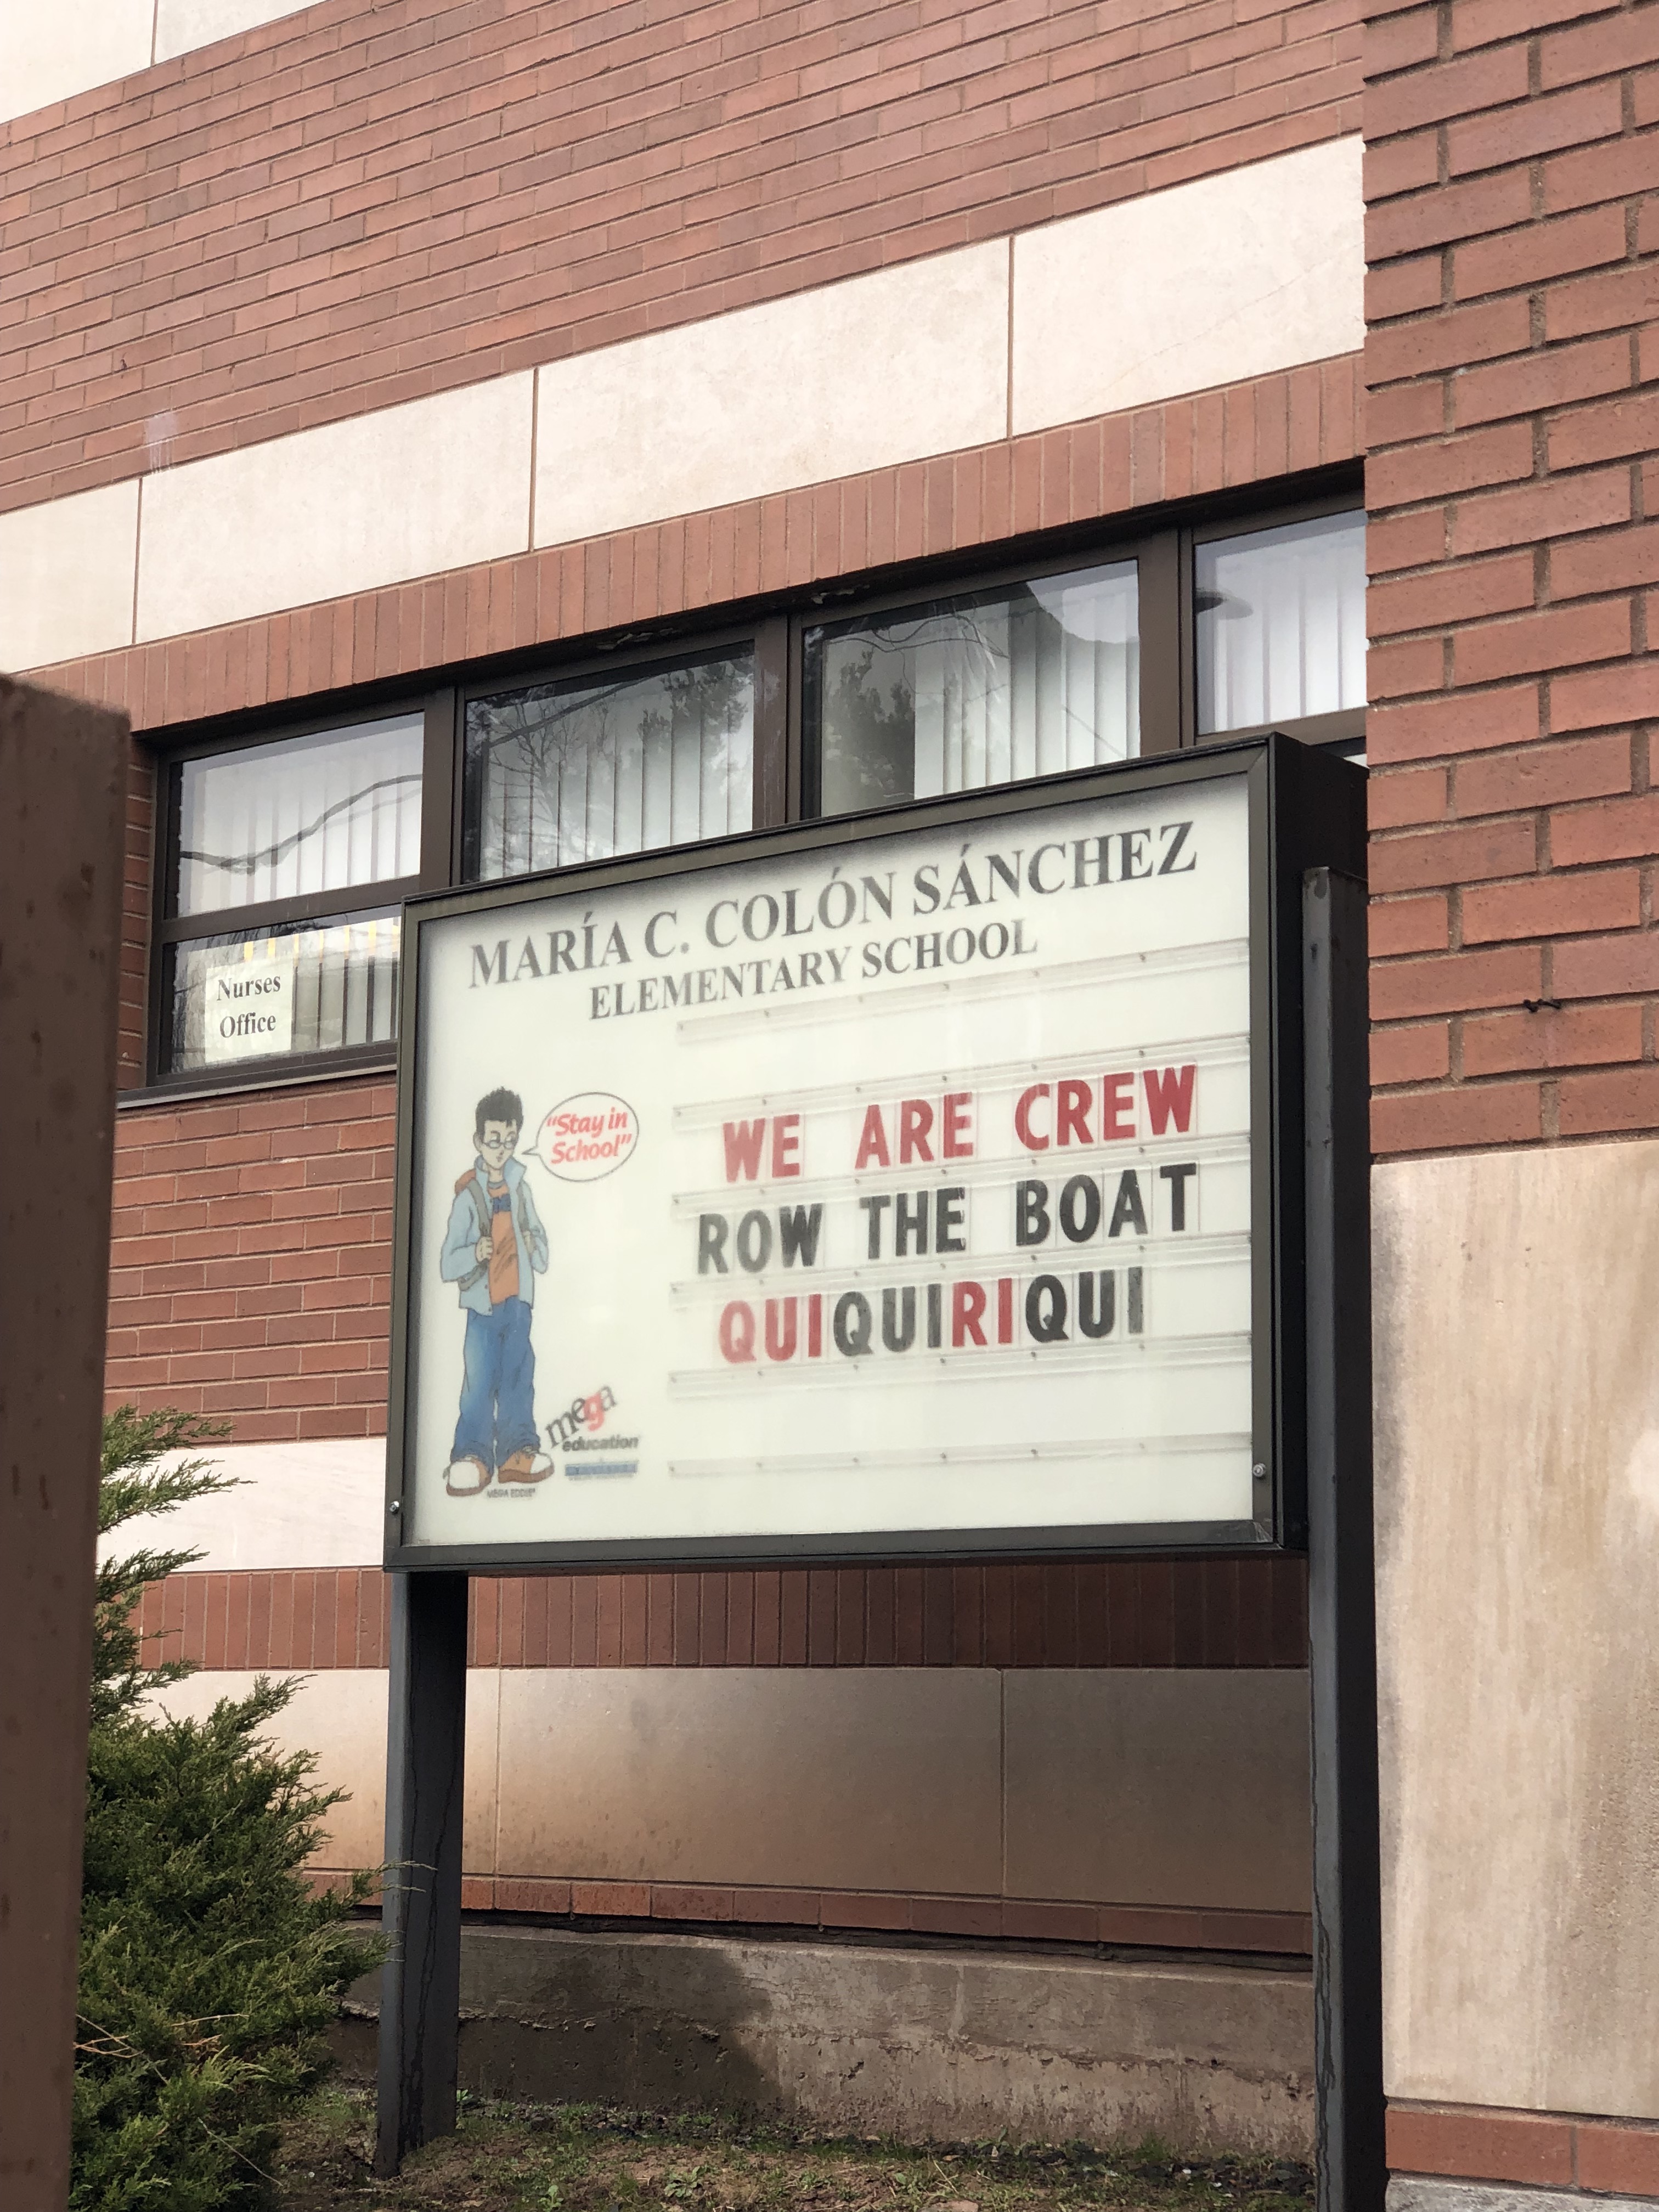 MARÍA C. COLÓN SÁNCHEZ
ELEMENTARY SCHOOL
Nurses
Office
"Stay in
School"
WE ARE CREW
ROW THE BOAT
QUIQUIRIQUI
mega
education